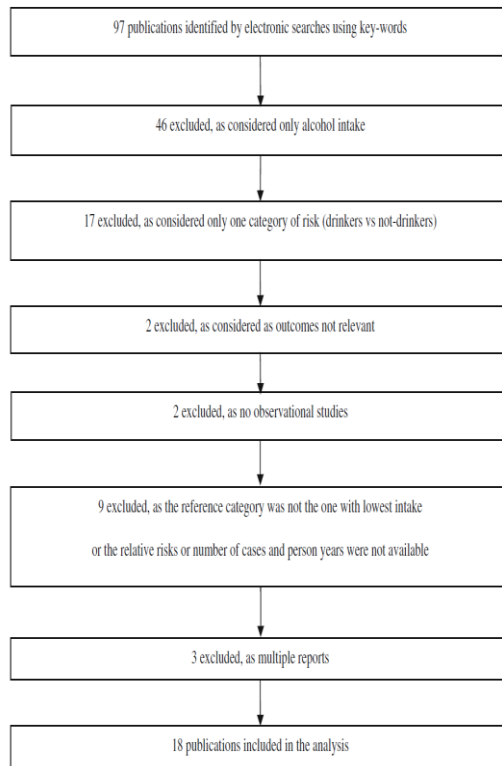 97 publications identified by electronic searches using key-words
46 excluded, as considered only alcohol intake
17 excluded, as considered only one category of risk (drinkers vs not-drinkers)
2 excluded, as considered as outcomes not relevant
2 excluded, as no observational studies
9 excluded, as the reference category was not the one with lowest intake
or the relative risks or number of cases and person years were not available
3 excluded, as multiple reports
18 publications included in the analysis